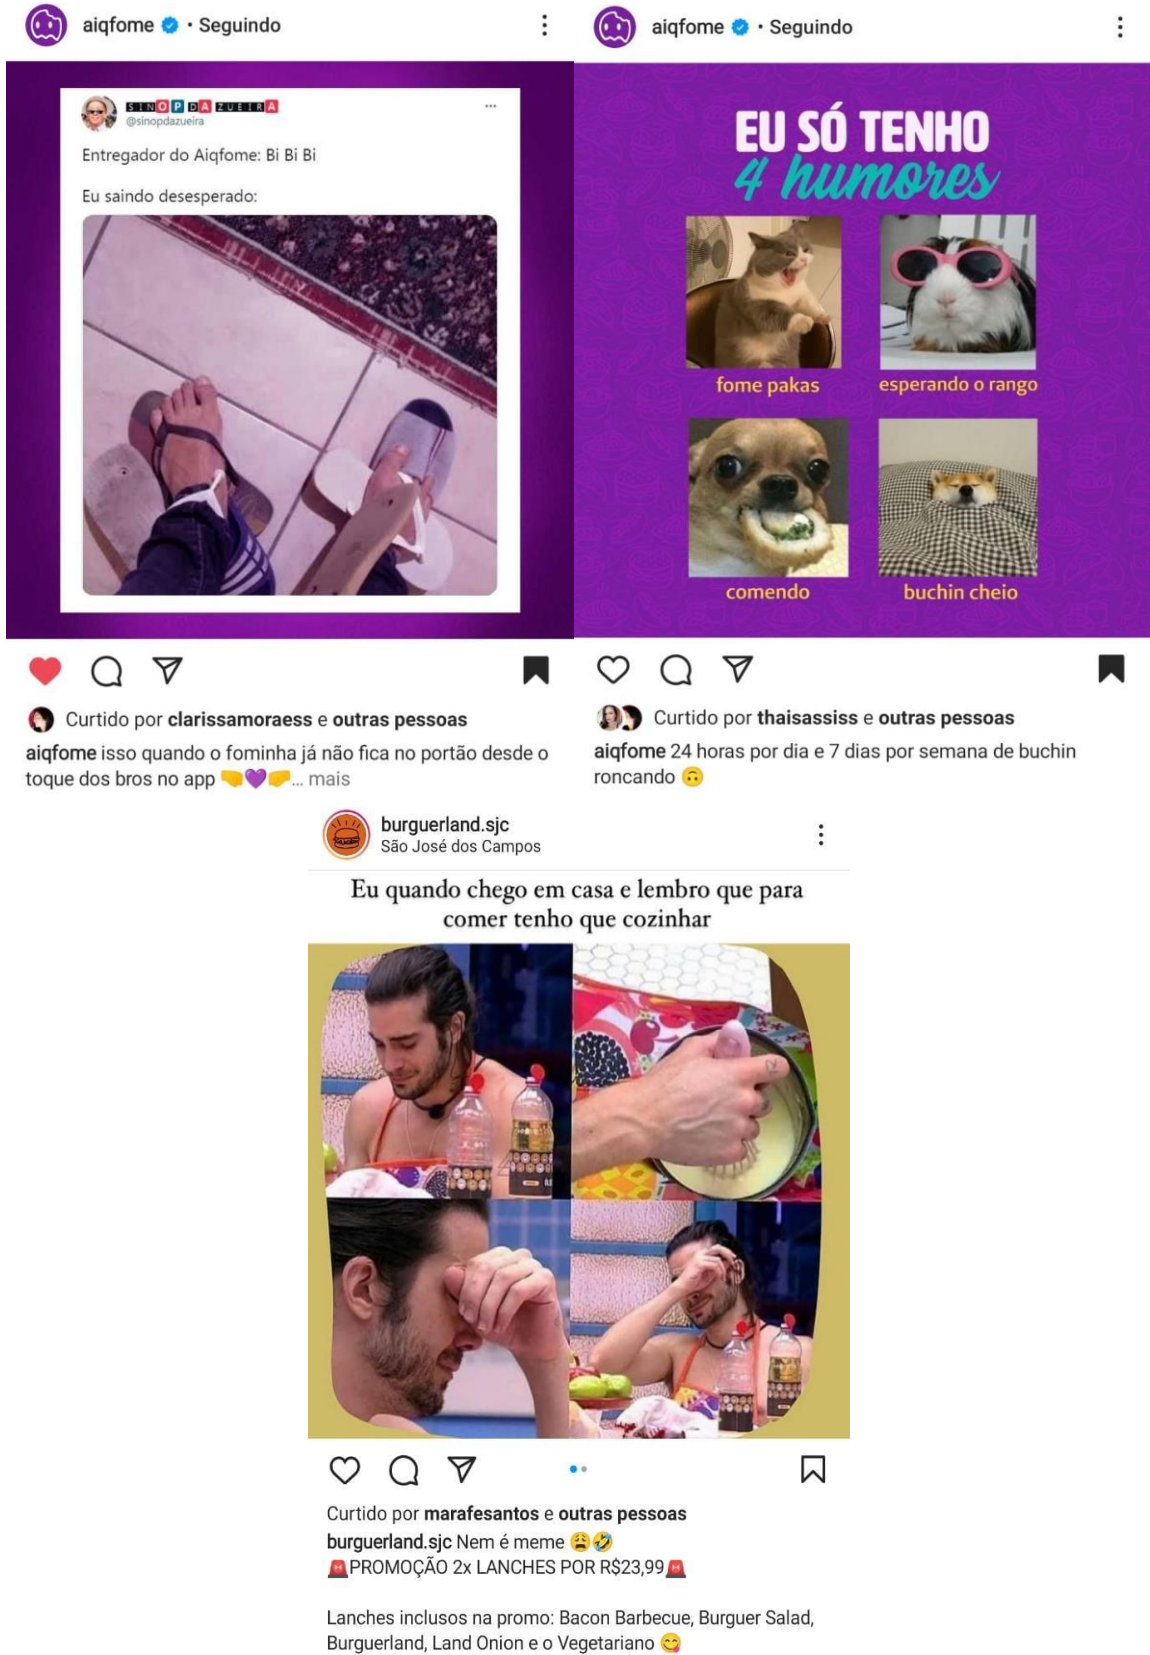 aiqfome • Seguindo
SINOP DA ZUEIRA
@sinopdazueira
Entregador do Aiqfome: Bi Bi Bi
Eu saindo desesperado:
Curtido por clarissamoraess e outras pessoas
aiqfome isso quando o fominha já não fica no portão desde o
toque dos bros no app 🤜💜🤛... mais
aiqfome • Seguindo
EU SÓ TENHO
4 humores
fome pakas
esperando o rango
comendo
buchin cheio
Curtido por thaisassiss e outras pessoas
aiqfome 24 horas por dia e 7 dias por semana de buchin
roncando 🙃
burguerland.sjc
São José dos Campos
Eu quando chego em casa e lembro que para
comer tenho que cozinhar
Curtido por marafesantos e outras pessoas
burguerland.sjc Nem é meme 😩🤣
🚨PROMOÇÃO 2x LANCHES POR R$23,99🚨
Lanches inclusos na promo: Bacon Barbecue, Burguer Salad,
Burguerland, Land Onion e o Vegetariano 😋